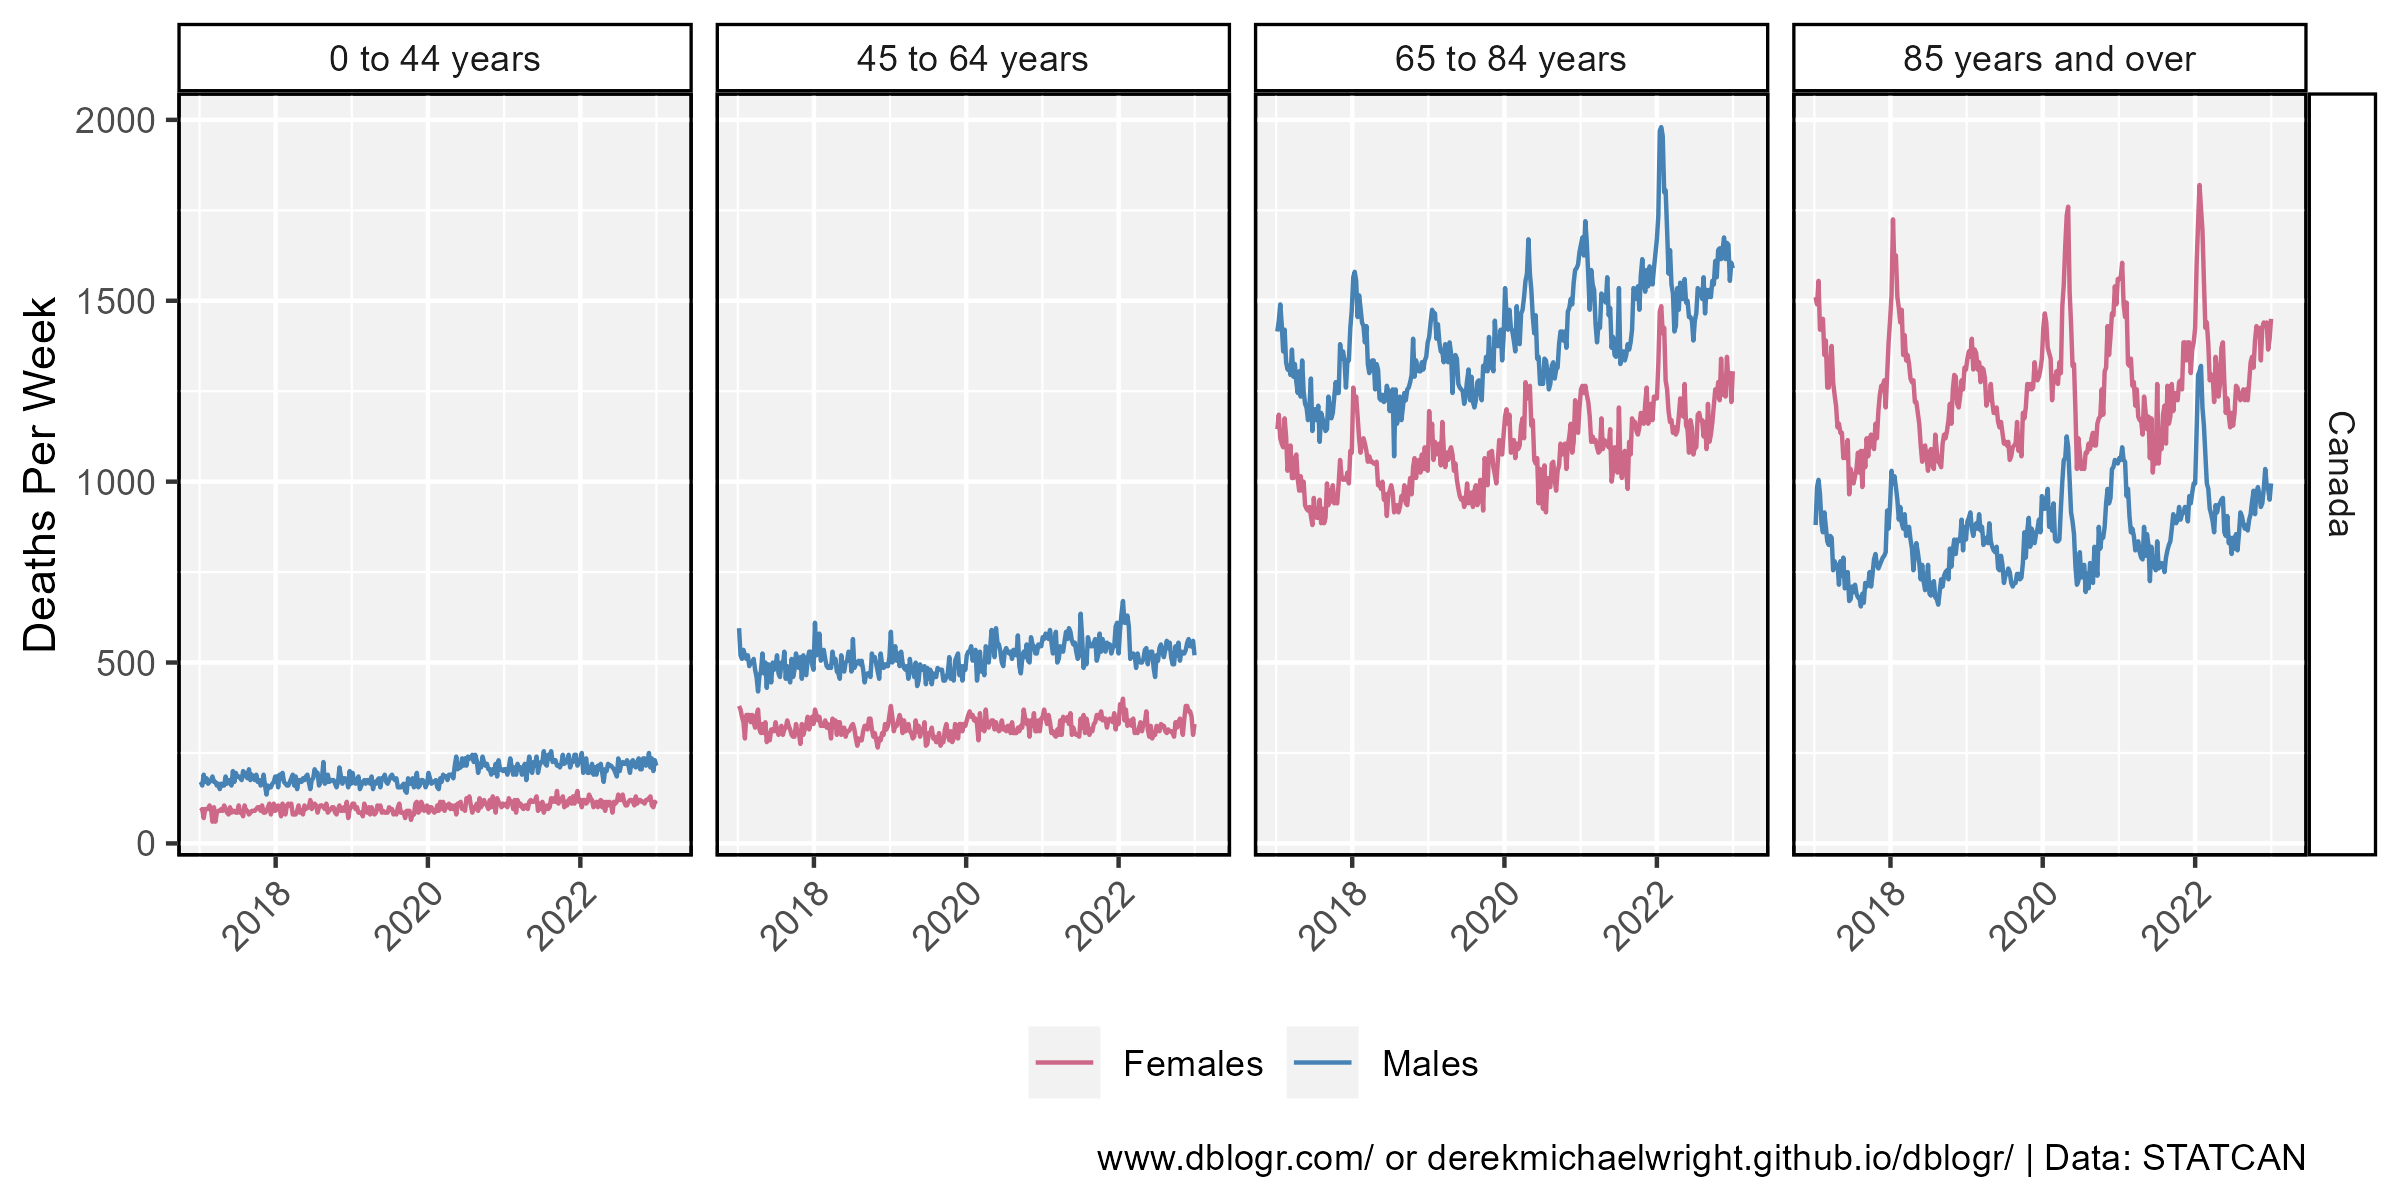 0 to 44 years
45 to 64 years
65 to 84 years
85 years and over
Deaths Per Week
2000
1500
1000
500
0
Canada
2018
2020
2022
2018
2020
2022
2018
2020
2022
2018
2020
2022
Females
Males
www.dblogr.com/ or derekmichaelwright.github.io/dblogr/ | Data: STATCAN